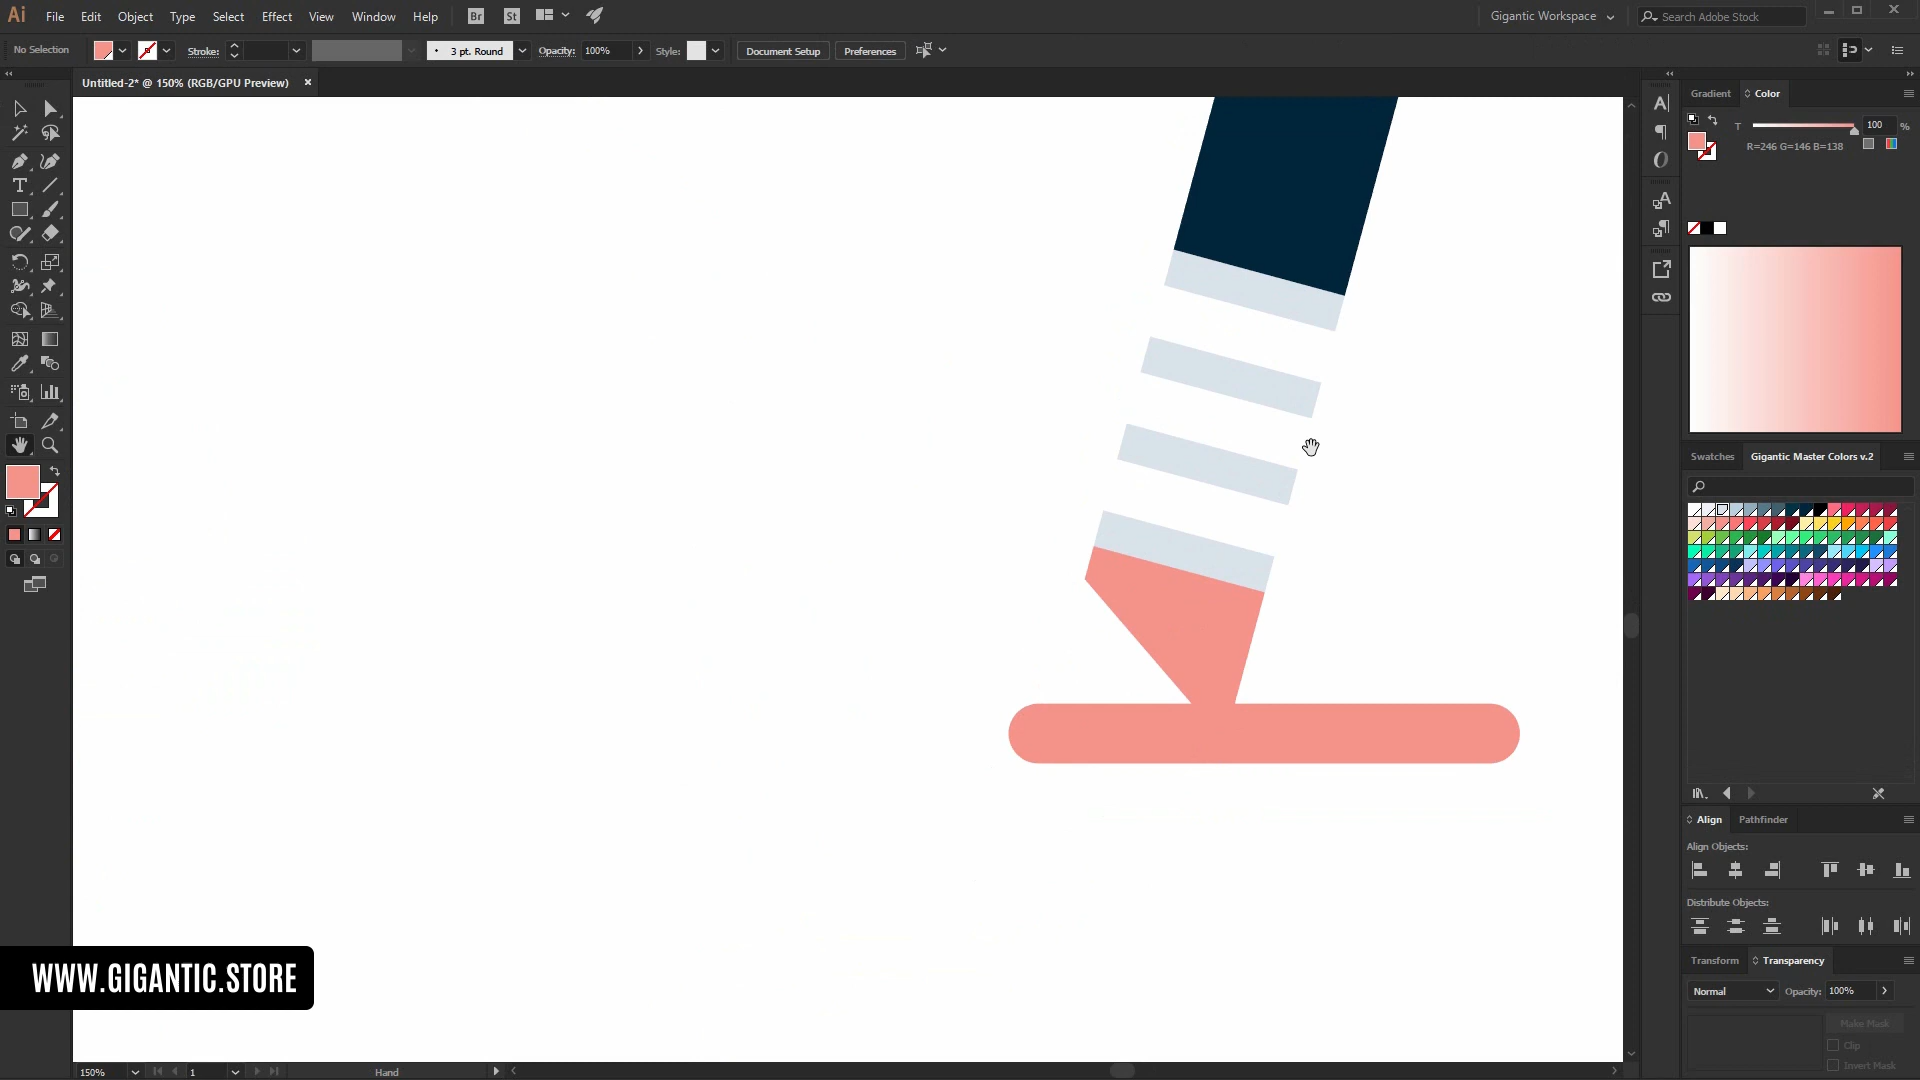 Ai File Edit Object Type Select Effect View Window Help Br St Gigantic Workspace Search Adobe Stock
No Selection Stroke: 3 pt. Round Opacity: 100% Style: Document Setup Preferences
Untitled-2* @ 150% (RGB/GPU Preview)
Gradient Color
T 100 %
R=246 G=146 B=138
Swatches Gigantic Master Colors v.2
Align Pathfinder
Align Objects:
Distribute Objects:
Transform Transparency
WWW.GIGANTIC.STORE
Normal Opacity: 100%
Make Mask
Clip
Invert Mask
150% 1 Hand